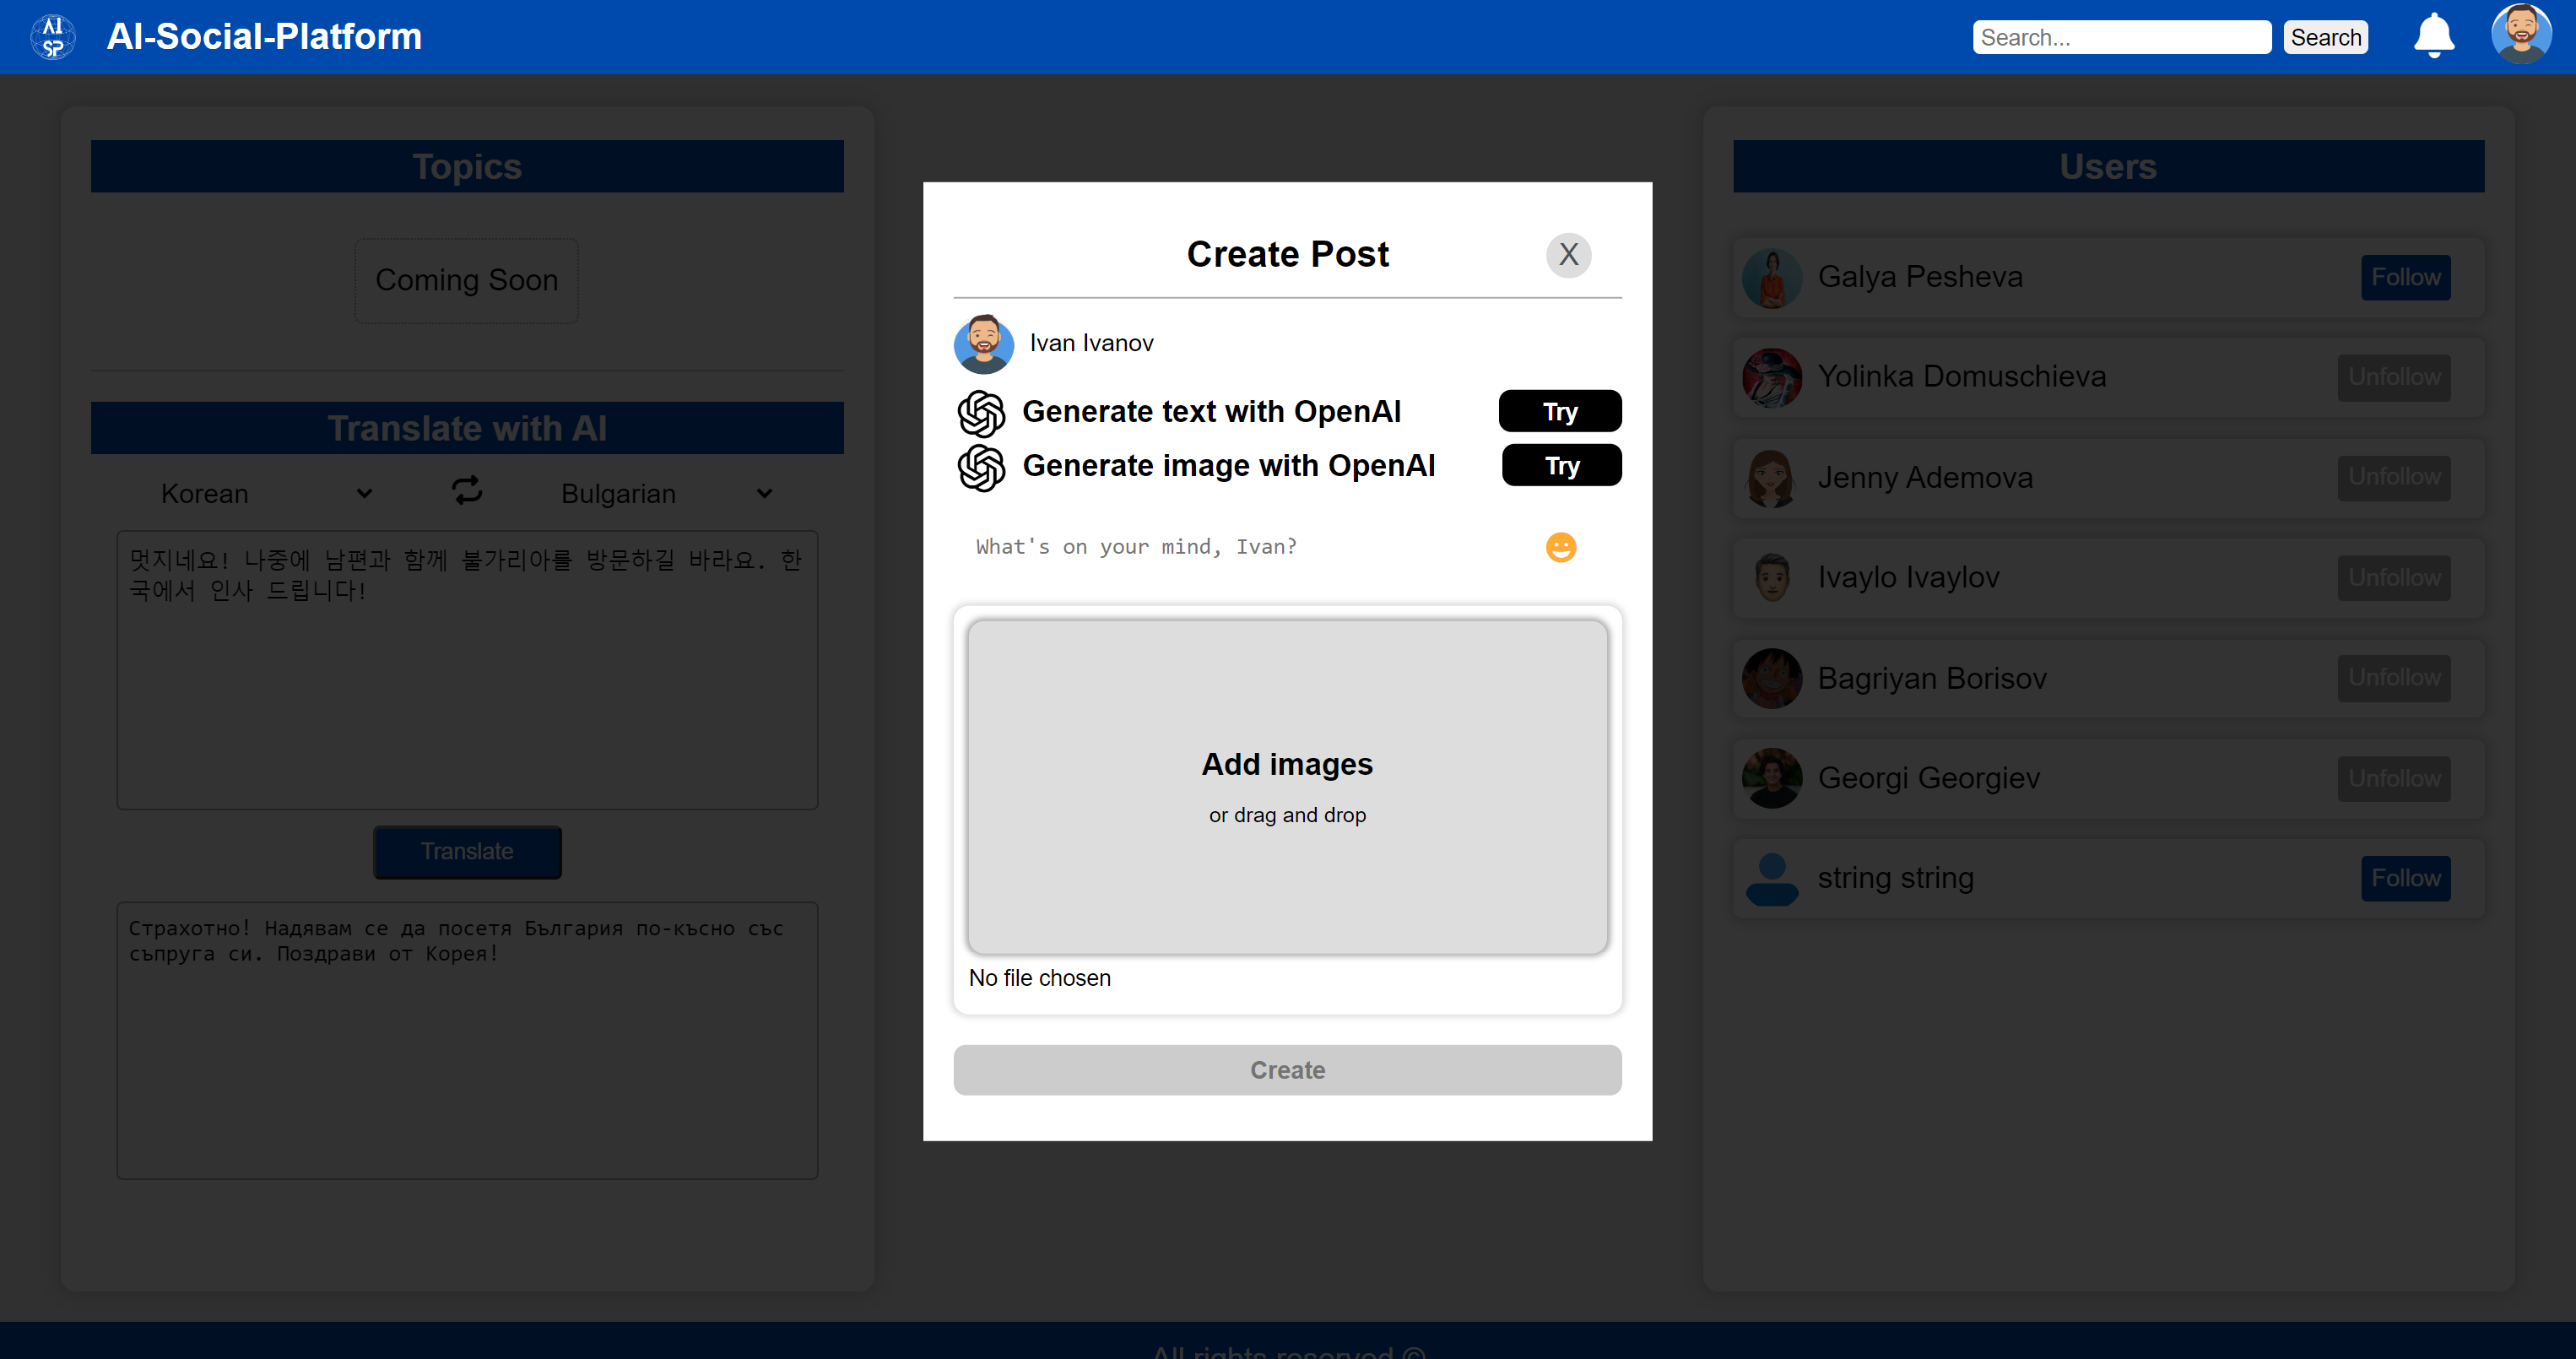 AI
SP
AI-Social-Platform
Search...
Search
Topics
Coming Soon
Translate with AI
Korean
Bulgarian
멋지네요! 나중에 남편과 함께 불가리아를 방문하길 바라요. 한
국에서 인사 드립니다!
Translate
Страхотно! Надявам се да посетя България по-късно със
съпруга си. Поздрави от Корея!
Create Post
X
Ivan Ivanov
Generate text with OpenAI
Try
Generate image with OpenAI
Try
What's on your mind, Ivan?
Add images
or drag and drop
No file chosen
Create
Users
Galya Pesheva
Follow
Yolinka Domuschieva
Unfollow
Jenny Ademova
Unfollow
Ivaylo Ivaylov
Unfollow
Bagriyan Borisov
Unfollow
Georgi Georgiev
Unfollow
string string
Follow
All rights reserved ©